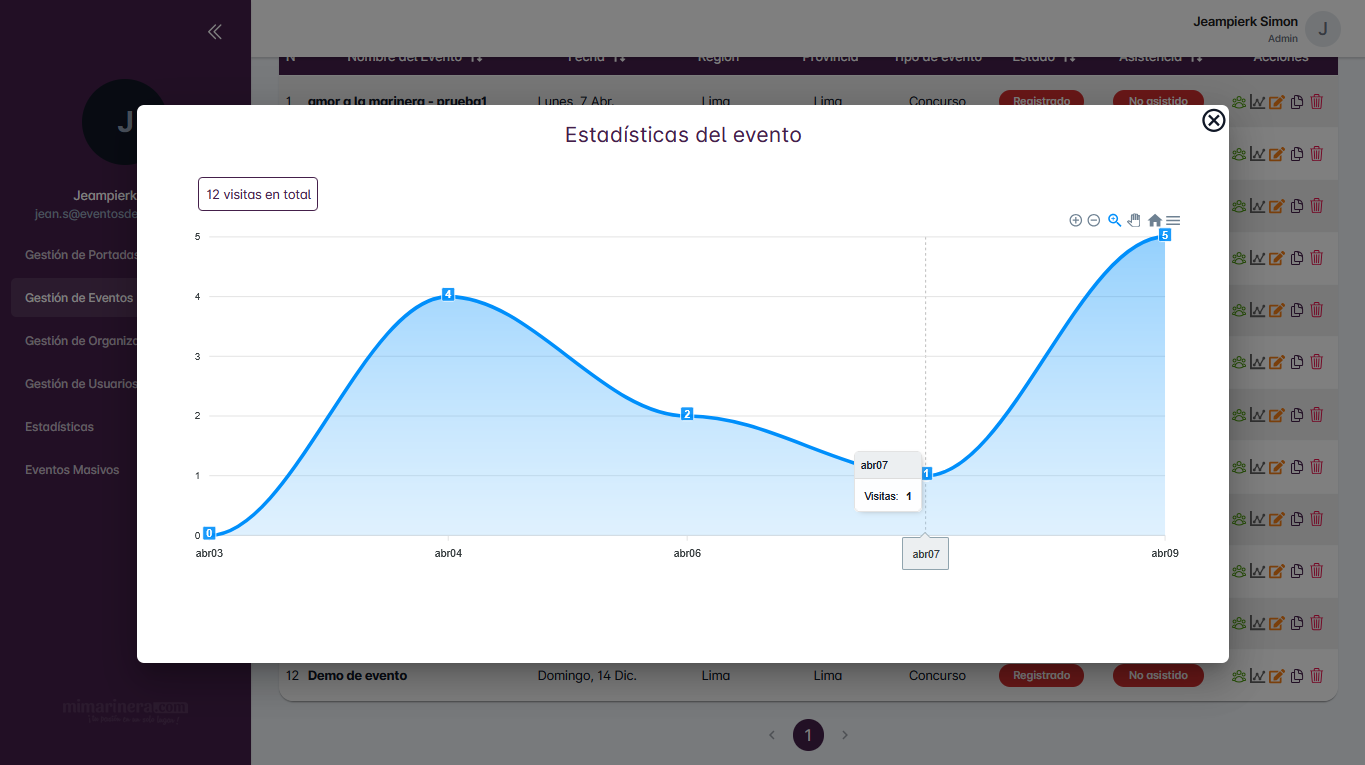 Jeampierk Simon
Admin
J
N° Nombre del Evento Fecha Región Provincia Tipo de evento Estado Asistencia Acciones
1 amor a la marinera - prueba1 Lunes, 7 Abr. Lima Lima Concurso Registrado No asistido
J
Jeampierk
jean.s@eventosde
Gestión de Portadas
Gestión de Eventos
Gestión de Organiza
Gestión de Usuarios
Estadísticas
Eventos Masivos
mimarinera.com
Estadísticas del evento
12 visitas en total
5
4
3
2
1
0
0
4
2
1
5
abr07
Visitas: 1
abr03
abr04
abr06
abr07
abr09
12 Demo de evento Domingo, 14 Dic. Lima Lima Concurso Registrado No asistido
1